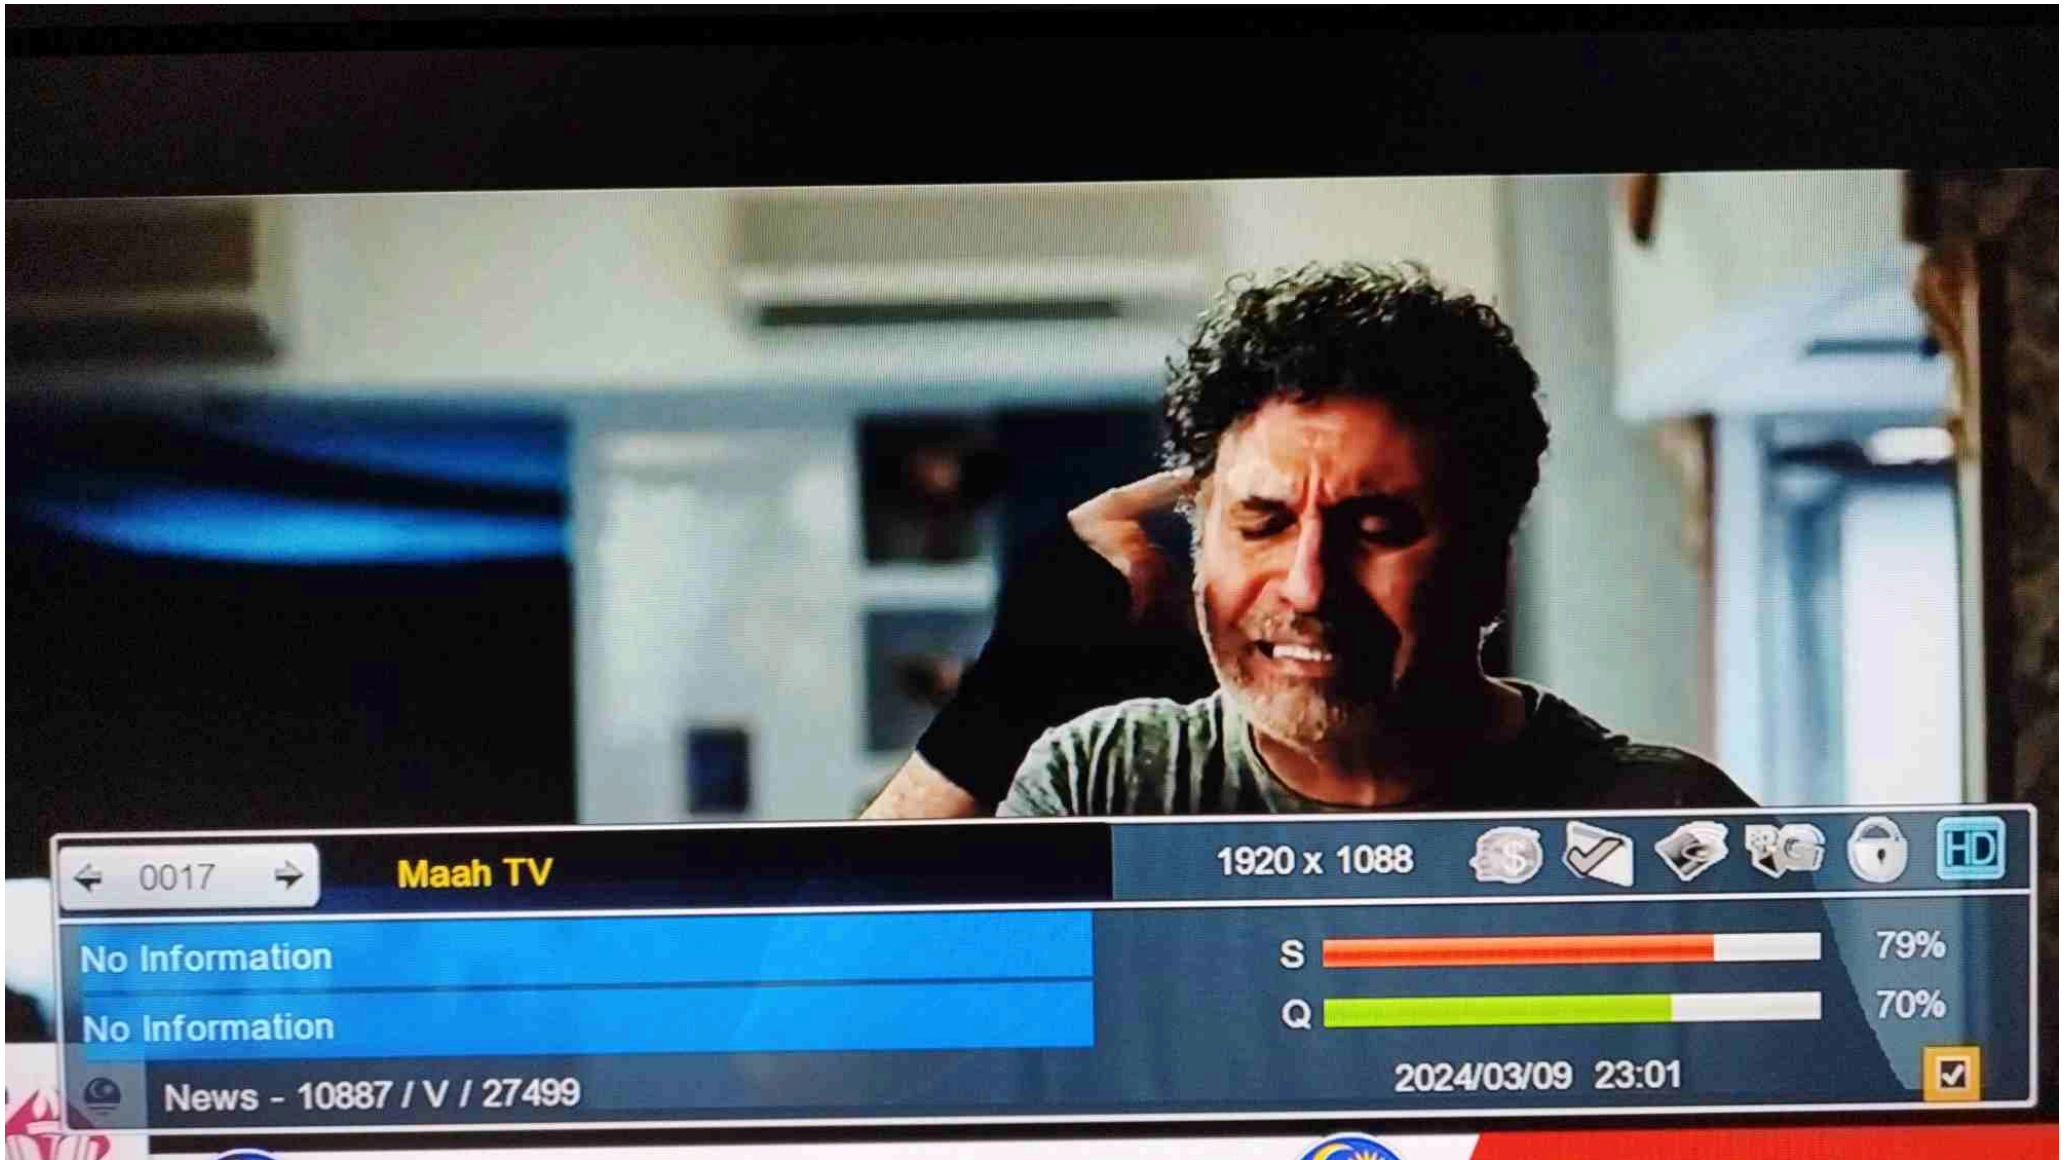 0017
Maah TV
1920 x 1088
HD
No Information
S 79%
No Information
Q 70%
News - 10887 / V / 27499
2024/03/09 23:01